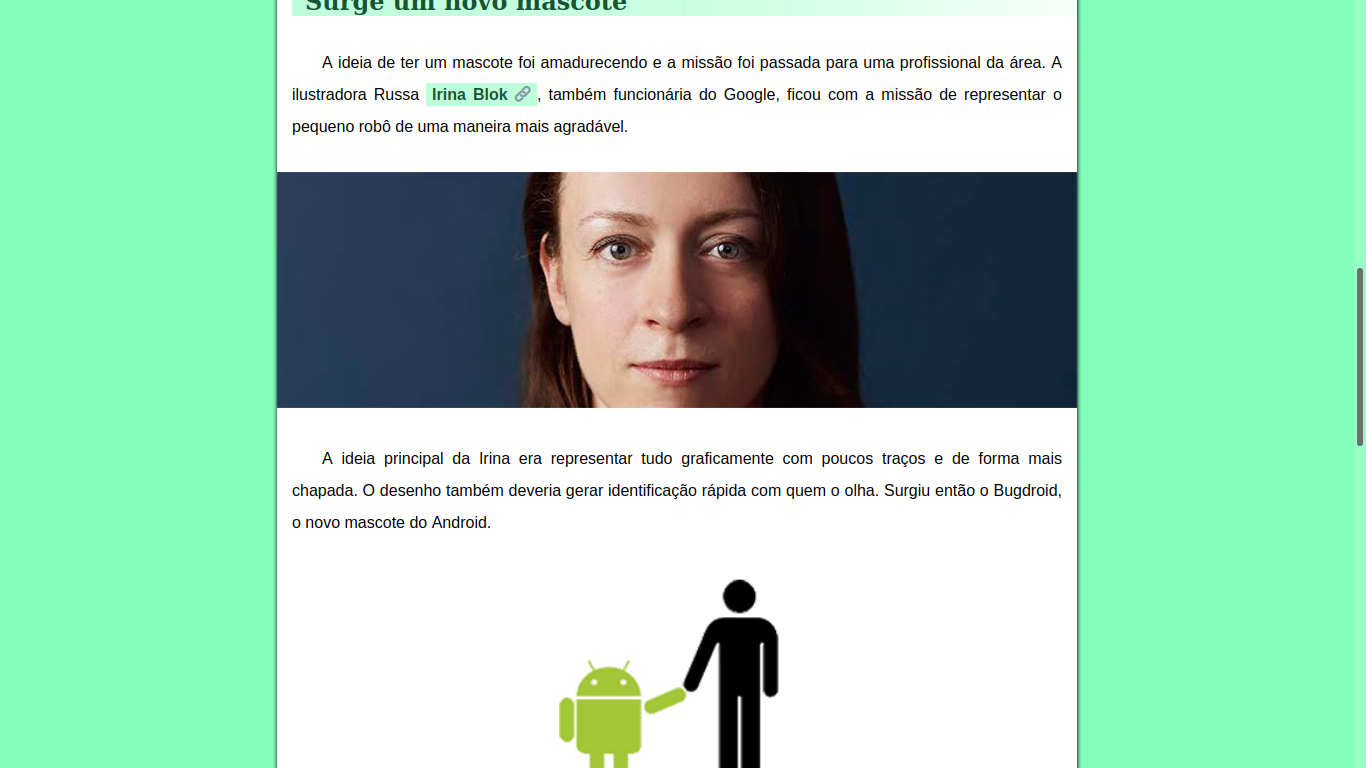 Surge um novo mascote
A ideia de ter um mascote foi amadurecendo e a missão foi passada para uma profissional da área. A
ilustradora Russa Irina Blok 🔗, também funcionária do Google, ficou com a missão de representar o
pequeno robô de uma maneira mais agradável.
A ideia principal da Irina era representar tudo graficamente com poucos traços e de forma mais
chapada. O desenho também deveria gerar identificação rápida com quem o olha. Surgiu então o Bugdroid,
o novo mascote do Android.